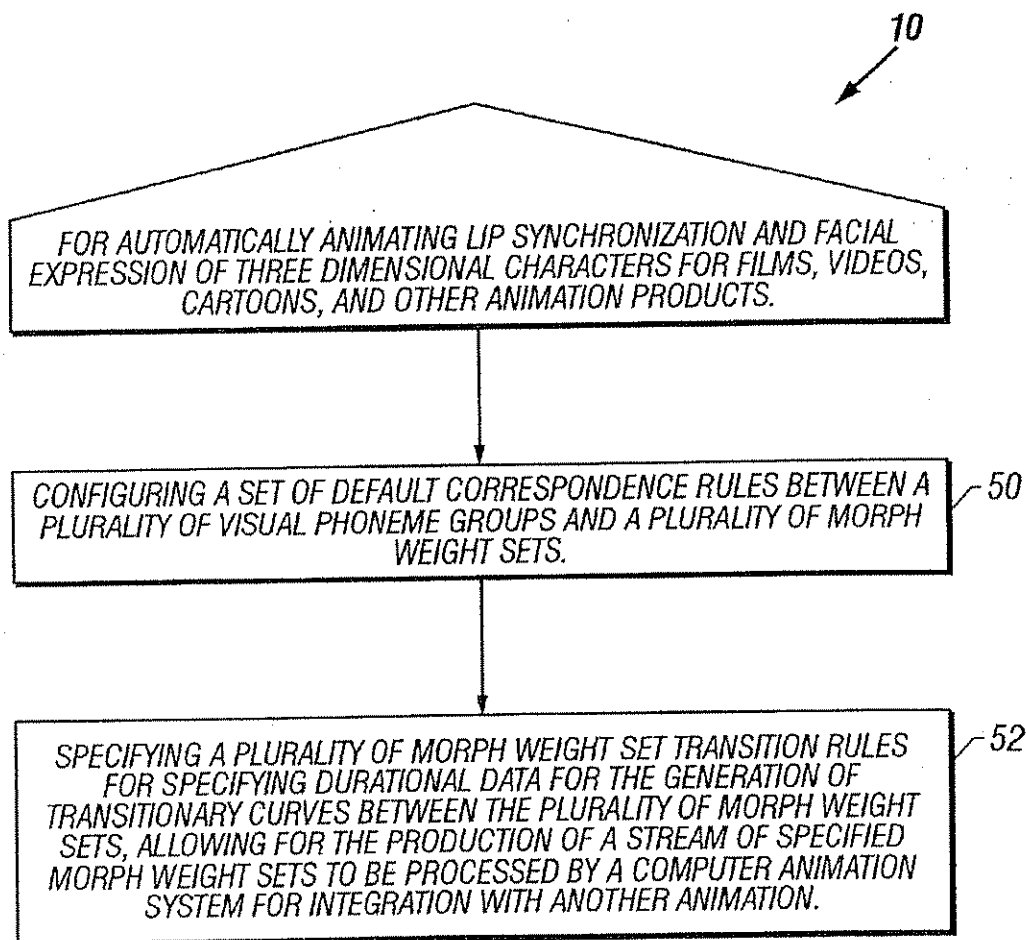 10
FOR AUTOMATICALLY ANIMATING LIP SYNCHRONIZATION AND FACIAL
EXPRESSION OF THREE DIMENSIONAL CHARACTERS FOR FILMS, VIDEOS,
CARTOONS, AND OTHER ANIMATION PRODUCTS.
CONFIGURING A SET OF DEFAULT CORRESPONDENCE RULES BETWEEN A
PLURALITY OF VISUAL PHONEME GROUPS AND A PLURALITY OF MORPH
WEIGHT SETS.
50
SPECIFYING A PLURALITY OF MORPH WEIGHT SET TRANSITION RULES
FOR SPECIFYING DURATIONAL DATA FOR THE GENERATION OF
TRANSITIONARY CURVES BETWEEN THE PLURALITY OF MORPH WEIGHT
SETS, ALLOWING FOR THE PRODUCTION OF A STREAM OF SPECIFIED
MORPH WEIGHT SETS TO BE PROCESSED BY A COMPUTER ANIMATION
SYSTEM FOR INTEGRATION WITH ANOTHER ANIMATION.
52